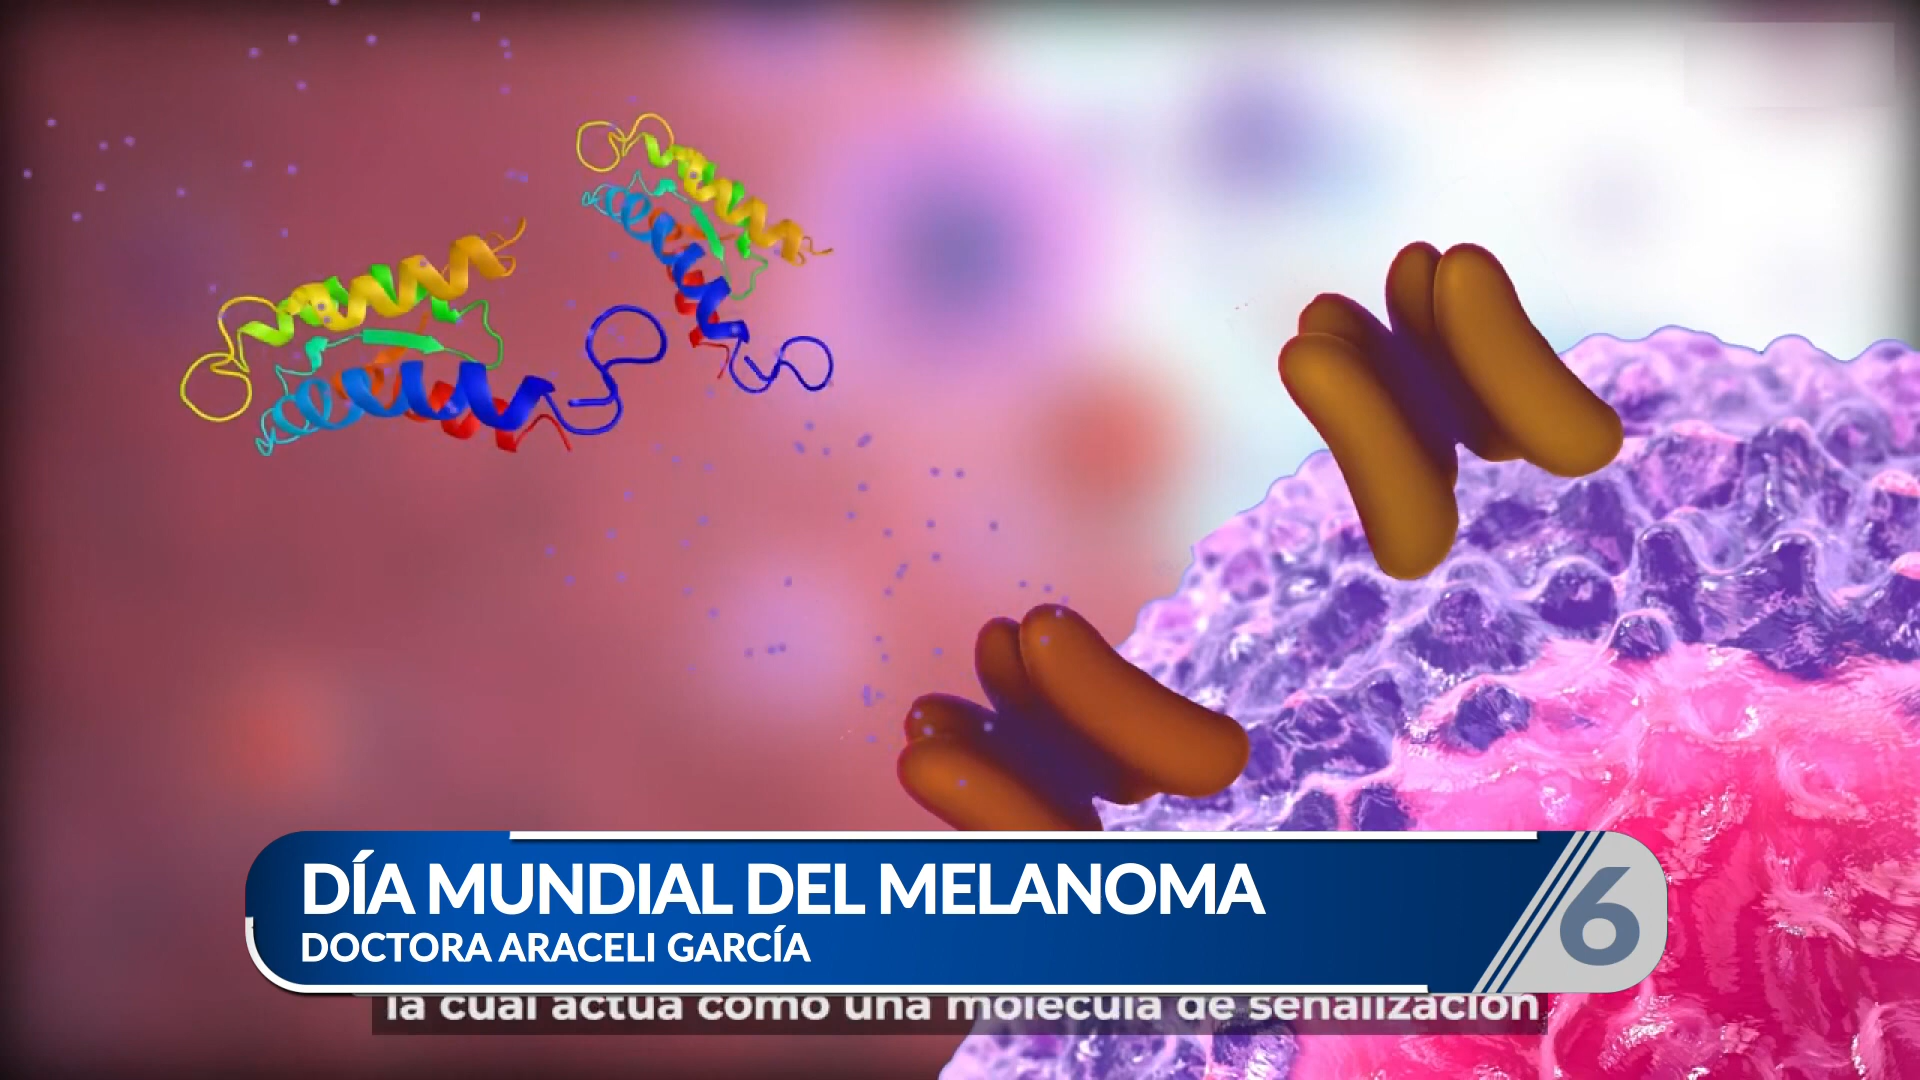 DÍA MUNDIAL DEL MELANOMA
DOCTORA ARACELI GARCÍA
6
la cual actúa como una molécula de señalización